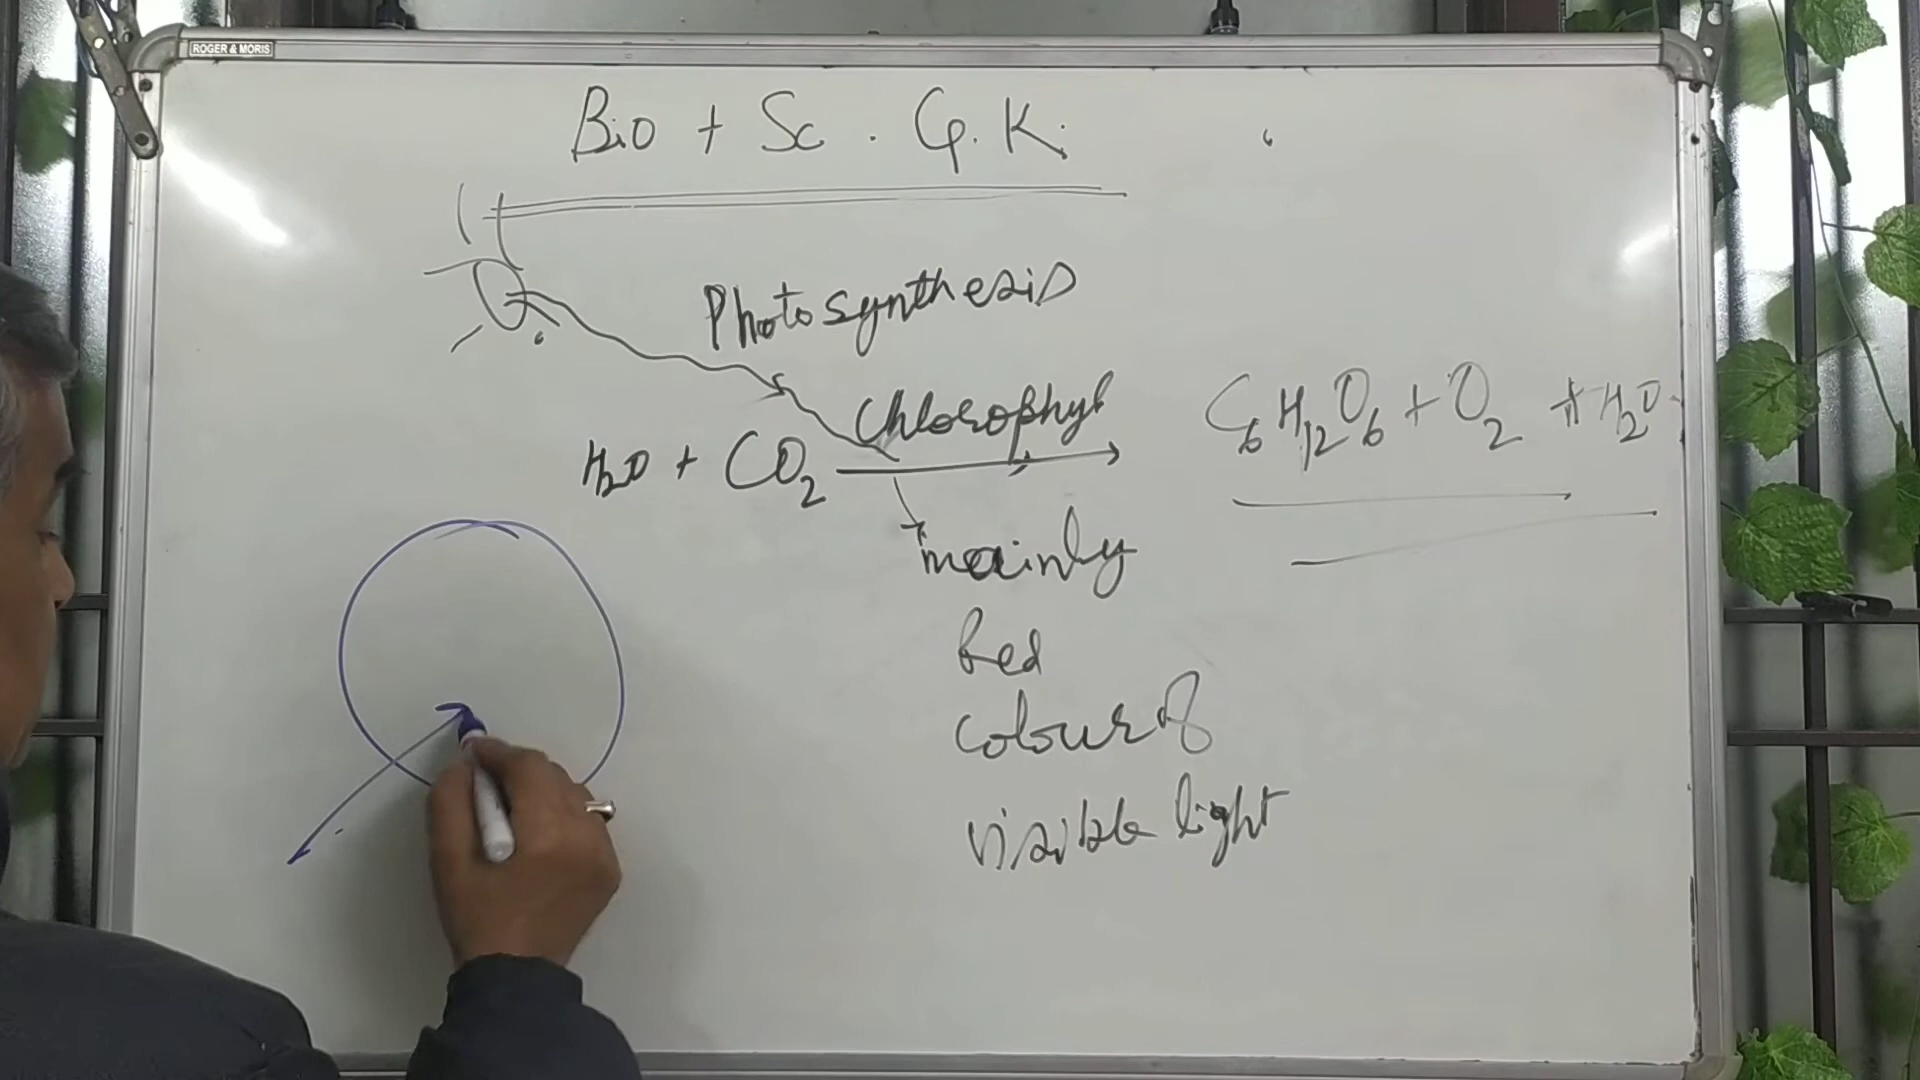 ROGER & MORIS
Bio + Sc. G.K.
Photosynthesis
Chlorophyl
H2O + CO2 → C6H12O6 + O2 + H2O
mainly
Red
colour of
visible light